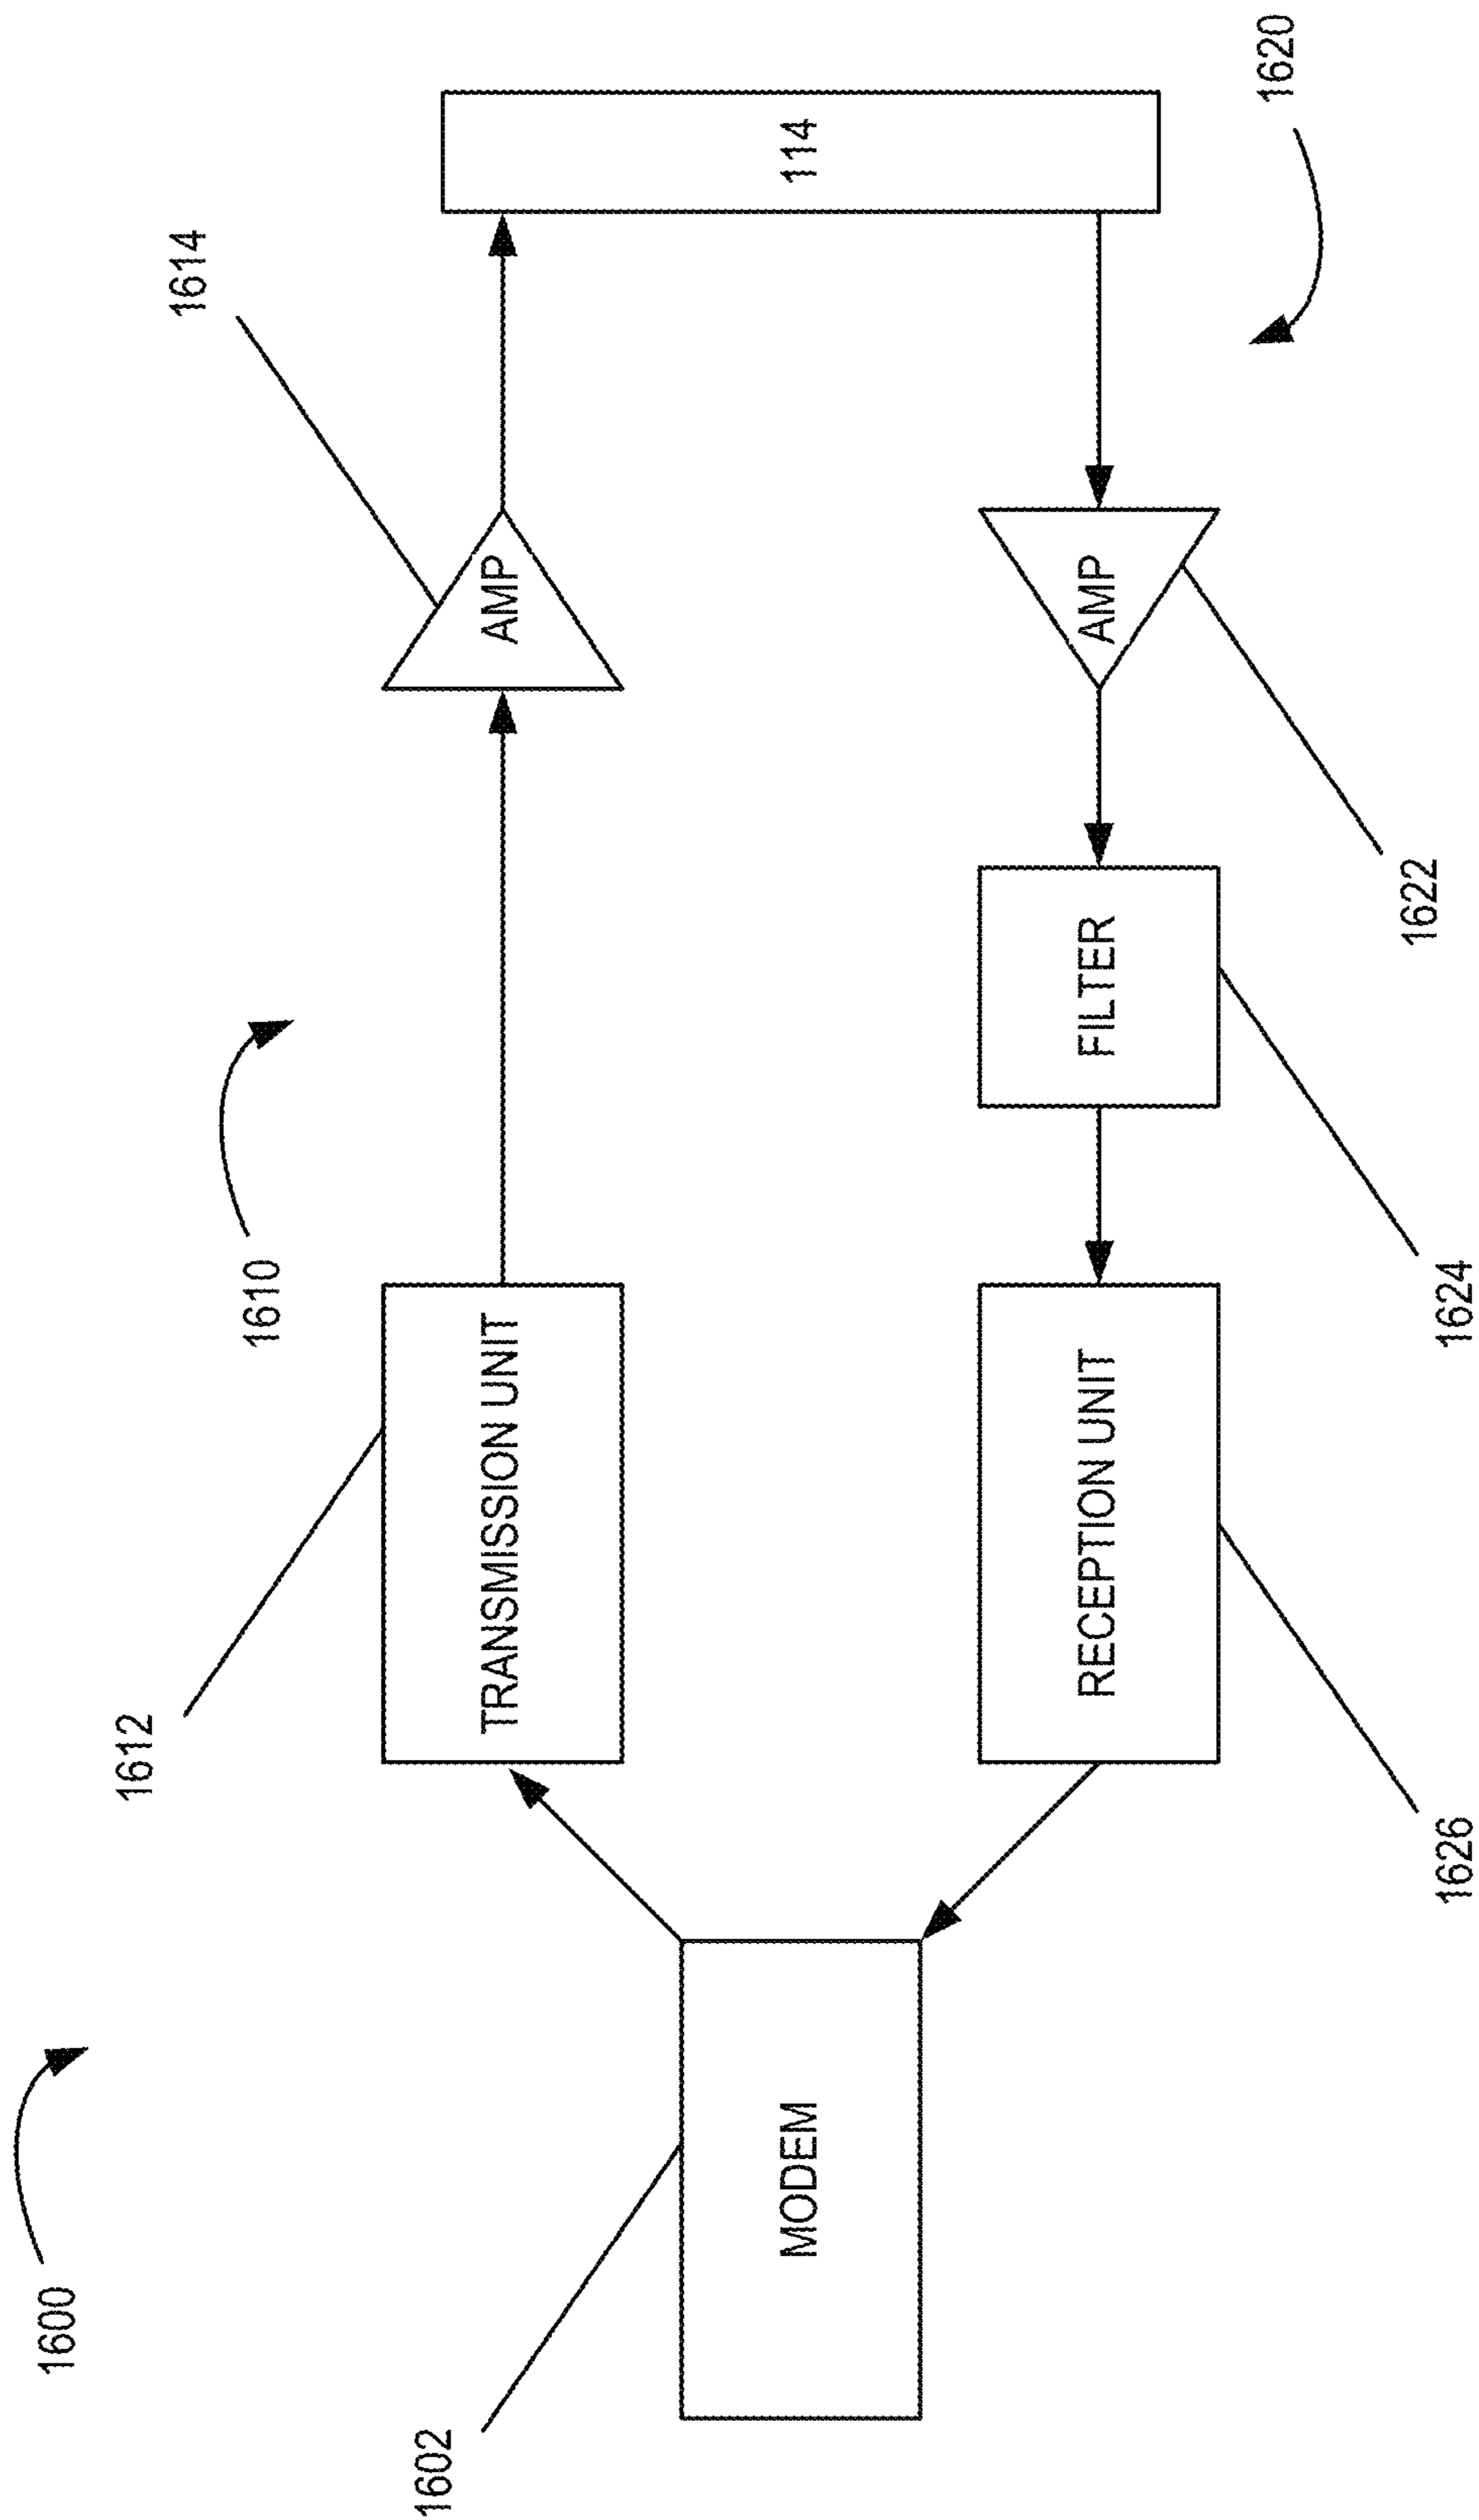 1600
1602
MODEM
1612
TRANSMISSION UNIT
1610
1614
AMP
114
1620
AMP
1622
FILTER
1624
RECEPTION UNIT
1626